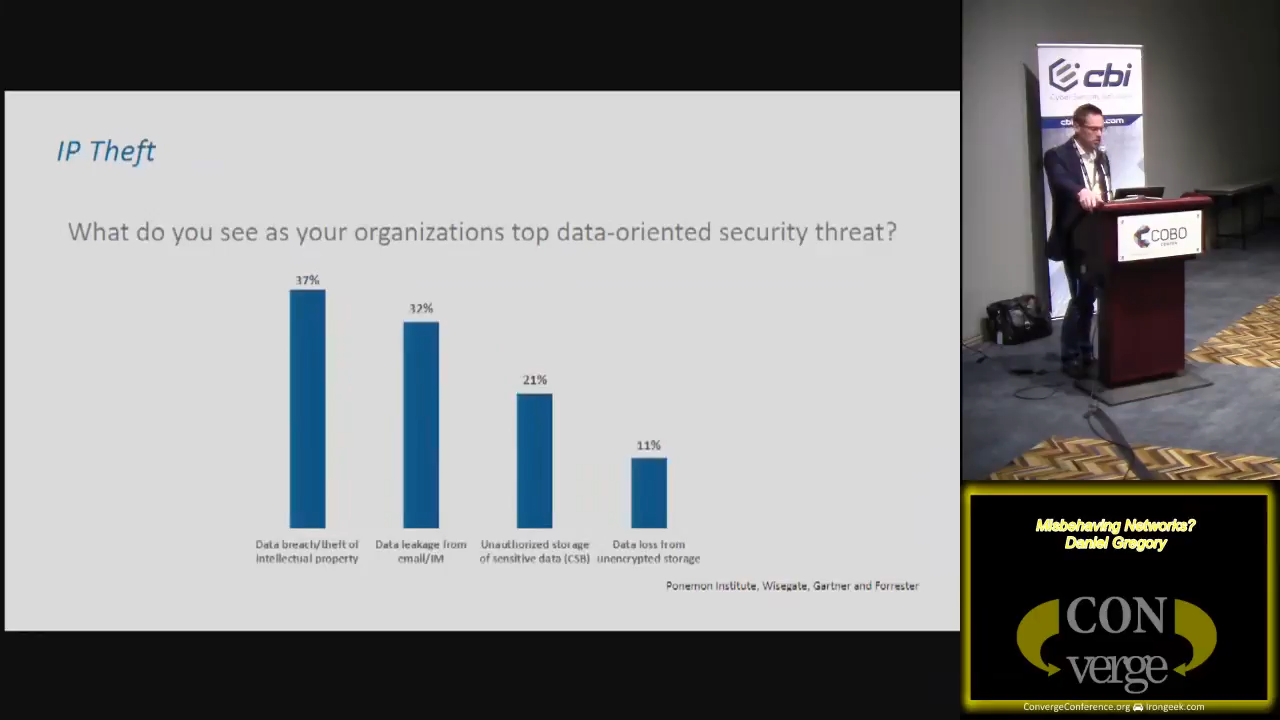 IP Theft
What do you see as your organizations top data-oriented security threat?
37%
32%
21%
11%
Data breach/theft of
intellectual property
Data leakage from
email/IM
Unauthorized storage
of sensitive data (CSB)
Data loss from
unencrypted storage
Ponemon Institute, Wisegate, Gartner and Forrester
cbi
COBO
CENTER
Misbehaving Networks?
Daniel Gregory
CON
verge
ConvergeConference.org
Irongeek.com